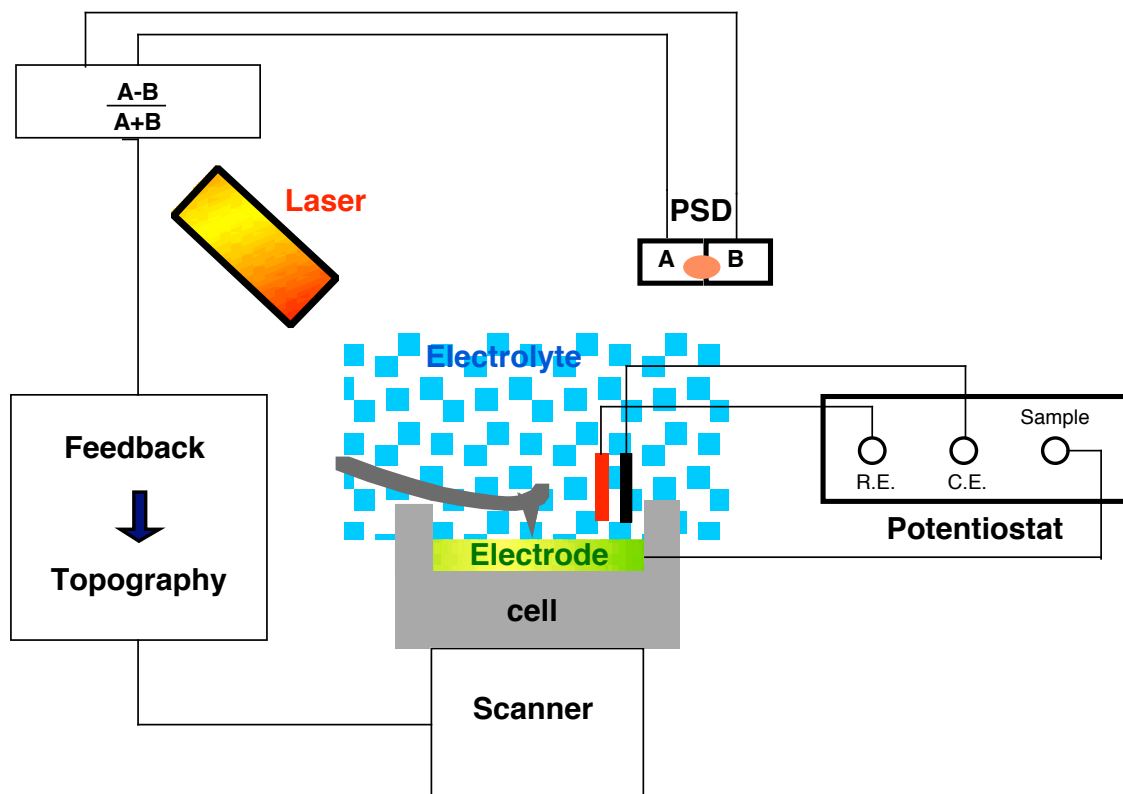 A-B
A+B
Laser
PSD
A
B
Electrolyte
Feedback
Topography
Sample
R.E.
C.E.
Potentiostat
Electrode
cell
Scanner